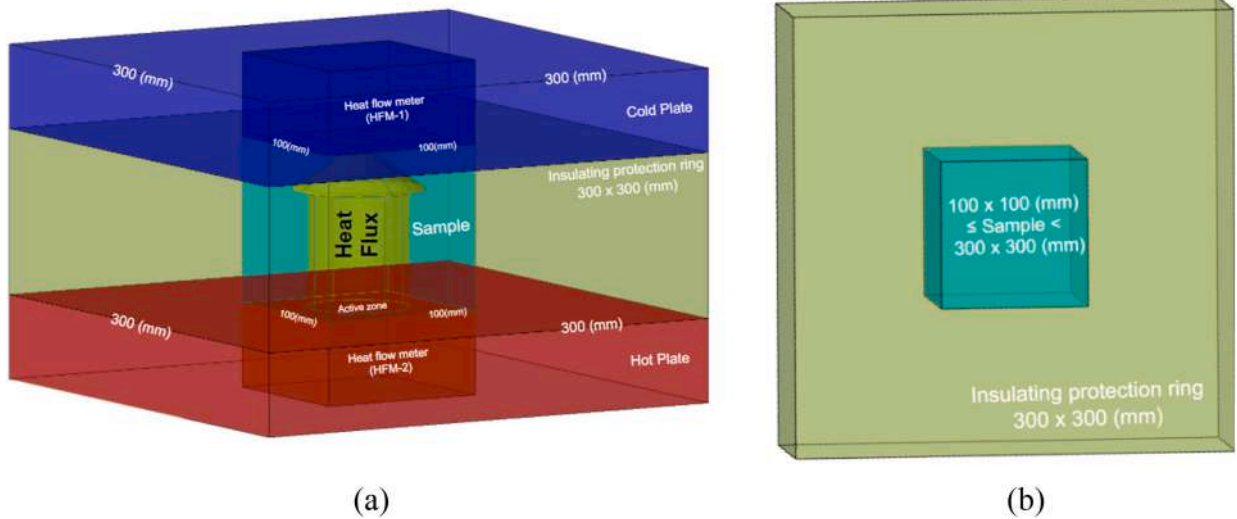 300 (mm)
300 (mm)
Heat flow meter
(HFM-1)
Cold Plate
100(mm)
100(mm)
Insulating protection ring
300 x 300 (mm)
Heat
Flux
Sample
Active zone
100(mm)
100(mm)
300 (mm)
300 (mm)
Heat flow meter
(HFM-2)
Hot Plate
(a)
100 x 100 (mm)
≤ Sample <
300 x 300 (mm)
Insulating protection ring
300 x 300 (mm)
(b)